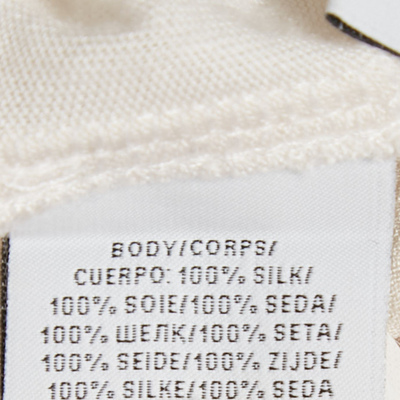 BODY/CORPS/
CUERPO: 100% SILK/
100% SOIE/100% SEDA/
100% ШЕЛК/100% SETA/
100% SEIDE/100% ZIJDE/
100% SILKE/100% SEDA